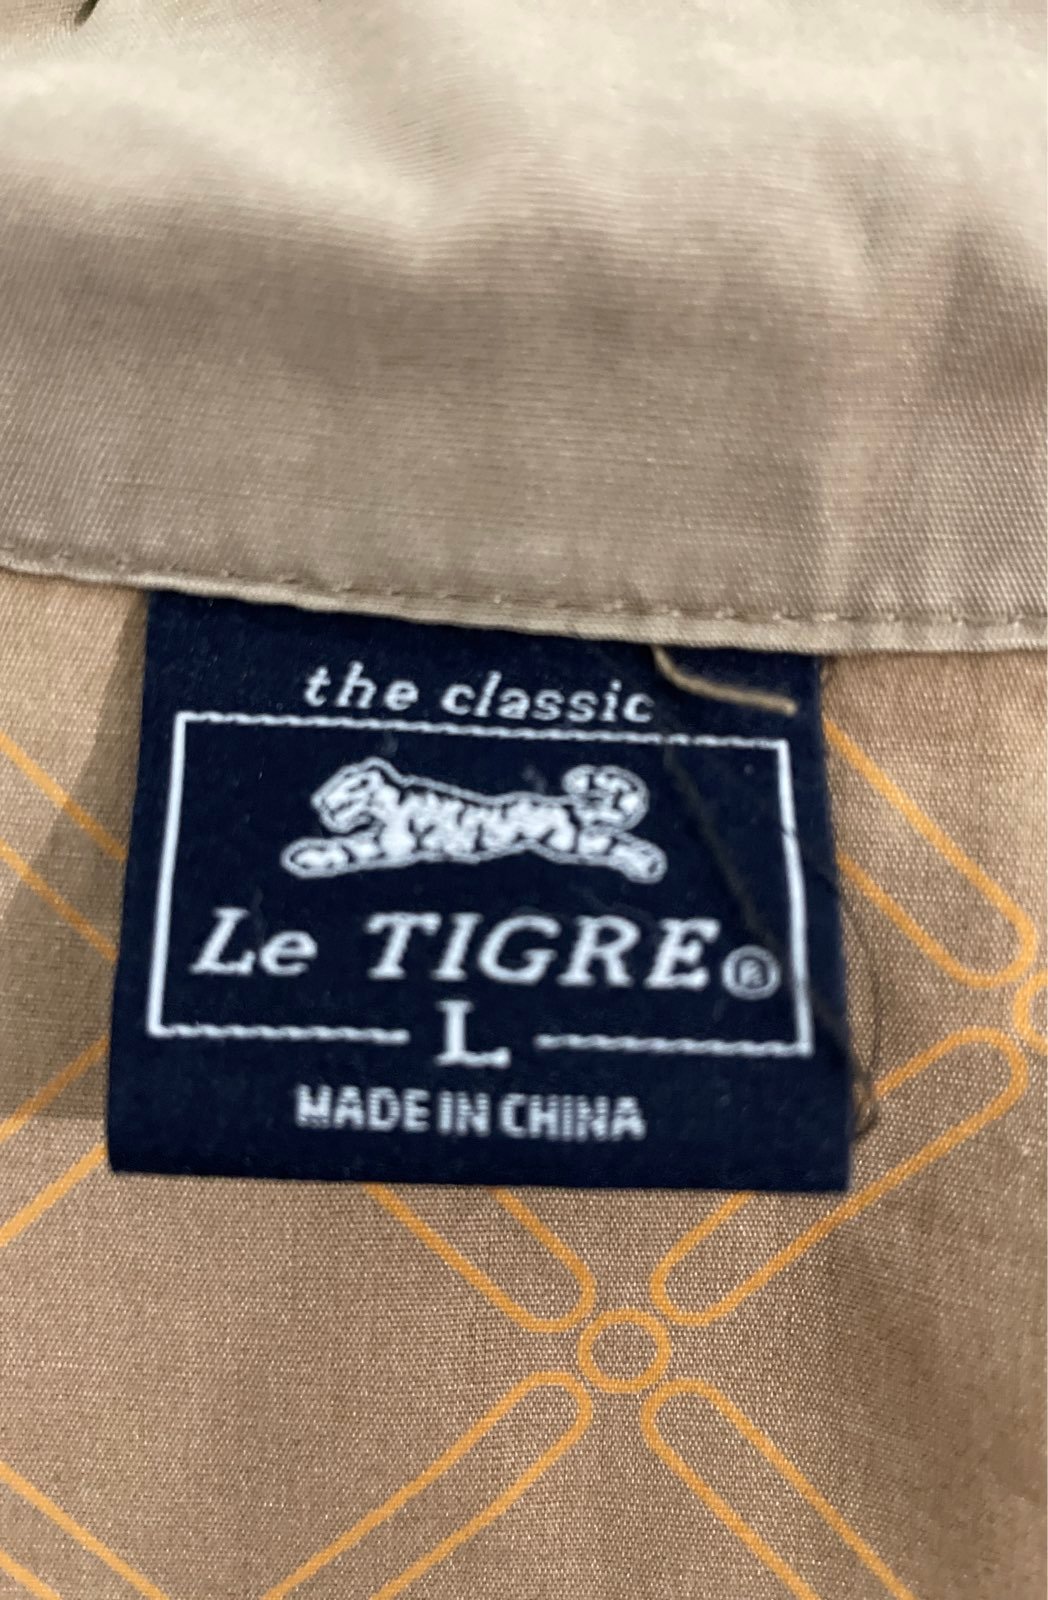 the classic
Le TIGRE®
L
MADE IN CHINA